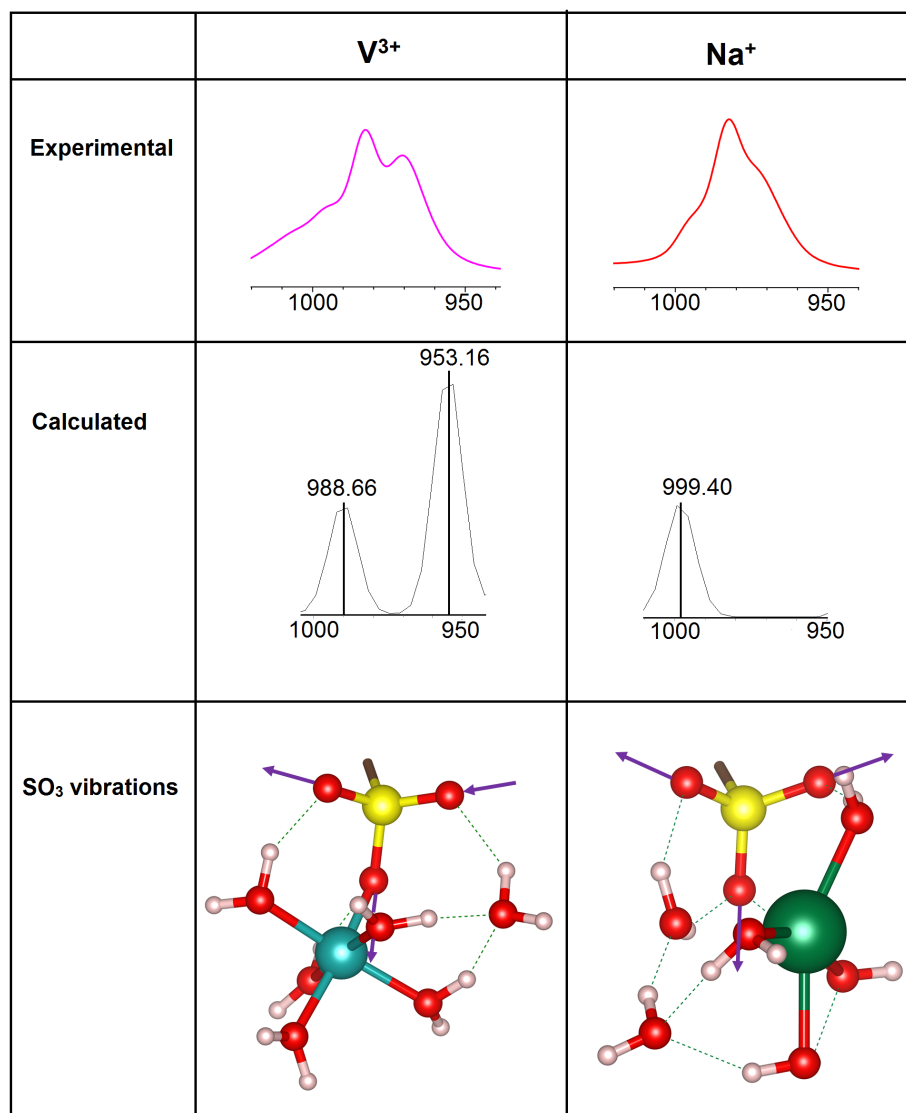 V³⁺ Na⁺
Experimental
1000 950 1000 950
953.16
Calculated
988.66 999.40
1000 950 1000 950
SO₃ vibrations